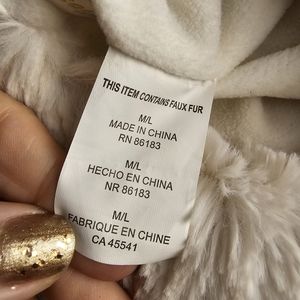 THIS ITEM CONTAINS FAUX FUR
M/L
MADE IN CHINA
RN 86183
M/L
HECHO EN CHINA
NR 86183
M/L
FABRIQUE EN CHINE
CA 45541